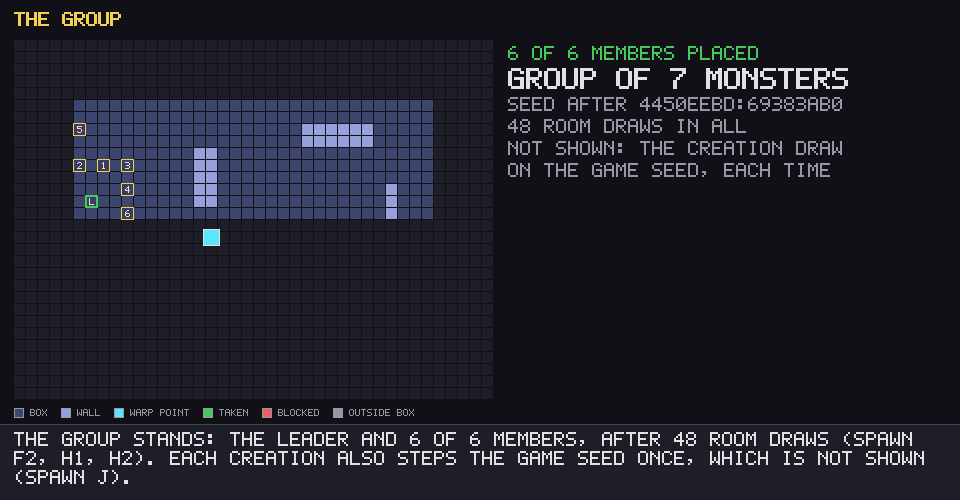 THE GROUP
6 OF 6 MEMBERS PLACED
GROUP OF 7 MONSTERS
SEED AFTER 4450EEBD:69383AB0
48 ROOM DRAWS IN ALL
NOT SHOWN: THE CREATION DRAW
ON THE GAME SEED, EACH TIME
5
2 1 3
4
L
6
BOX WALL WARP POINT TAKEN BLOCKED OUTSIDE BOX
THE GROUP STANDS: THE LEADER AND 6 OF 6 MEMBERS, AFTER 48 ROOM DRAWS (SPAWN
F2, H1, H2). EACH CREATION ALSO STEPS THE GAME SEED ONCE, WHICH IS NOT SHOWN
(SPAWN J).